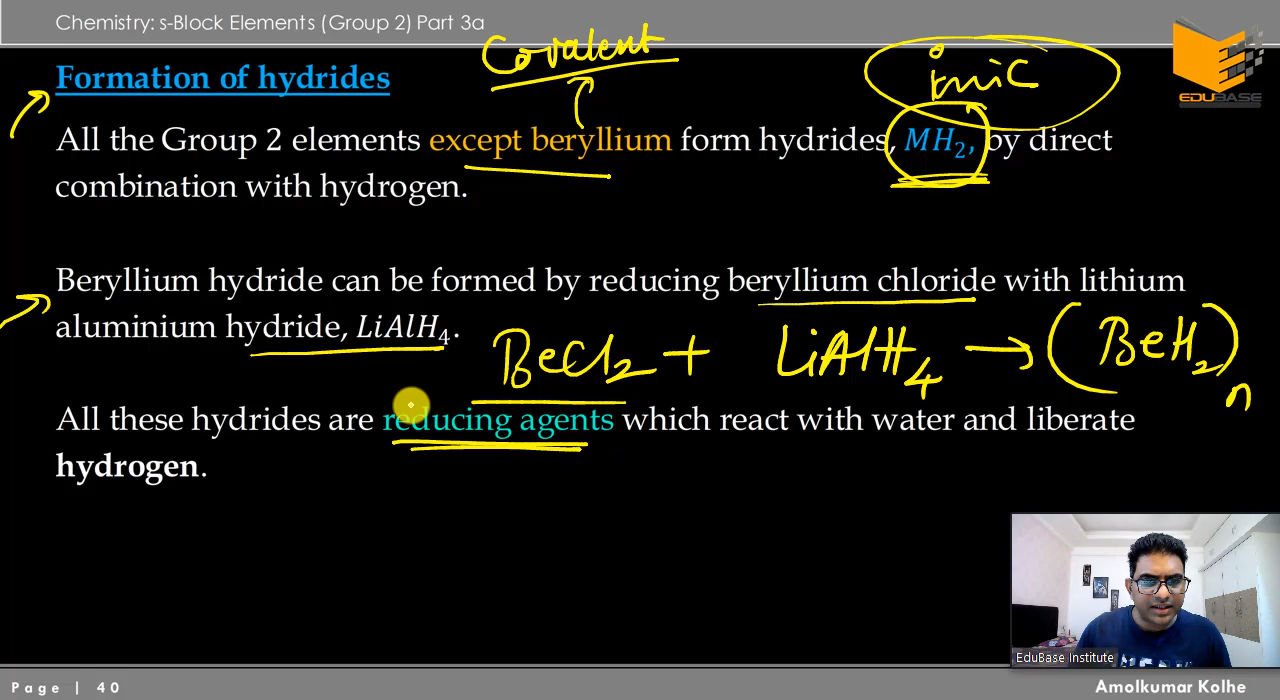 Chemistry: s-Block Elements (Group 2) Part 3a
Covalent
ionic
EDUBASE
Formation of hydrides
All the Group 2 elements except beryllium form hydrides, MH₂, by direct
combination with hydrogen.
Beryllium hydride can be formed by reducing beryllium chloride with lithium
aluminium hydride, LiAlH₄.
BeCl₂ + LiAlH₄ → (BeH₂)n
All these hydrides are reducing agents which react with water and liberate
hydrogen.
EduBase Institute
Page | 40
Amolkumar Kolhe